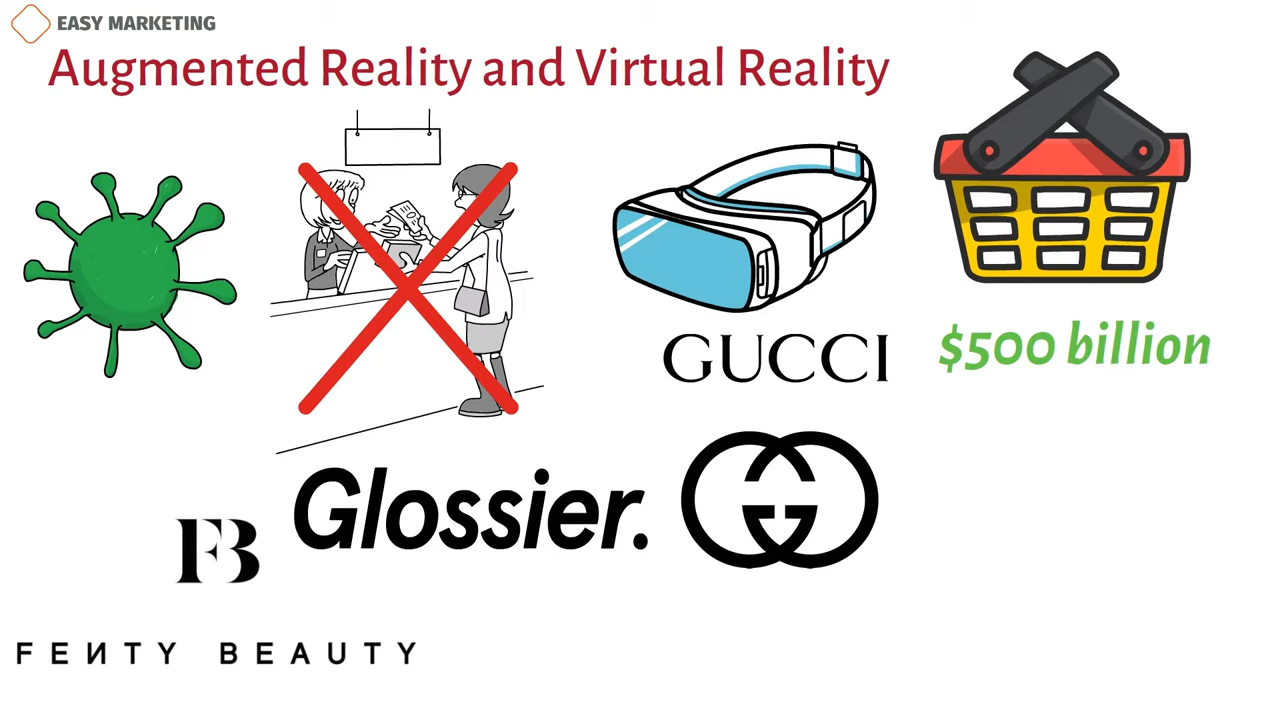 EASY MARKETING
Augmented Reality and Virtual Reality
GUCCI
$500 billion
Glossier.
FB
FEИTY BEAUTY